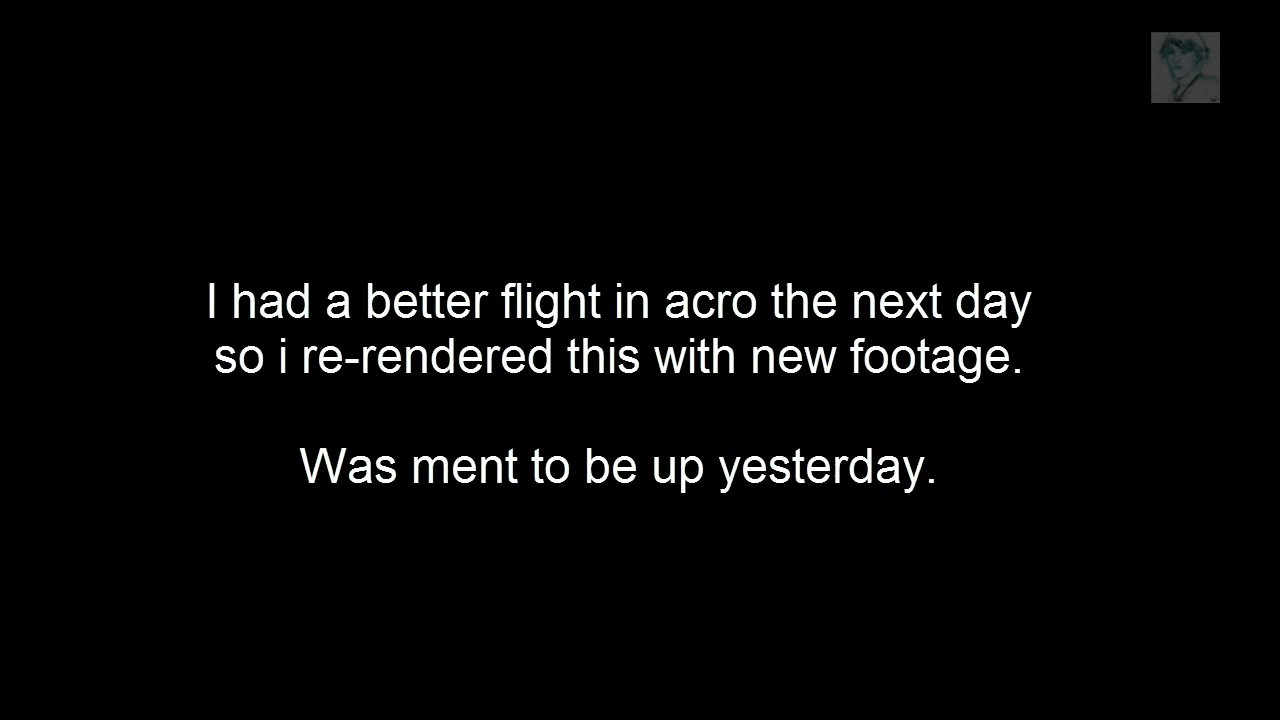 I had a better flight in acro the next day
so i re-rendered this with new footage.
Was ment to be up yesterday.